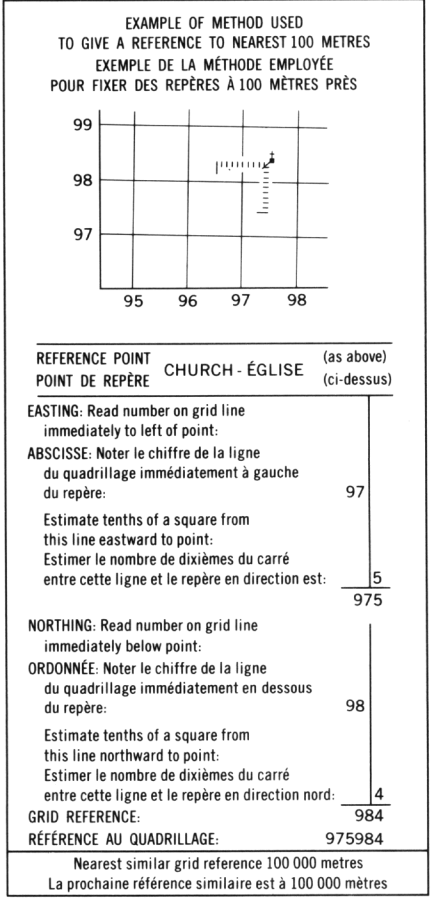 EXAMPLE OF METHOD USED
TO GIVE A REFERENCE TO NEAREST 100 METRES
EXEMPLE DE LA MÉTHODE EMPLOYÉE
POUR FIXER DES REPÈRES À 100 MÈTRES PRÈS
99
98
97
95 96 97 98
REFERENCE POINT
POINT DE REPÈRE
CHURCH - ÉGLISE
(as above)
(ci-dessus)
EASTING: Read number on grid line
immediately to left of point:
ABSCISSE: Noter le chiffre de la ligne
du quadrillage immédiatement à gauche
du repère: 97
Estimate tenths of a square from
this line eastward to point:
Estimer le nombre de dixièmes du carré
entre cette ligne et le repère en direction est: 5
975
NORTHING: Read number on grid line
immediately below point:
ORDONNÉE: Noter le chiffre de la ligne
du quadrillage immédiatement en dessous
du repère: 98
Estimate tenths of a square from
this line northward to point:
Estimer le nombre de dixièmes du carré
entre cette ligne et le repère en direction nord: 4
GRID REFERENCE: 984
RÉFÉRENCE AU QUADRILLAGE: 975984
Nearest similar grid reference 100 000 metres
La prochaine référence similaire est à 100 000 mètres